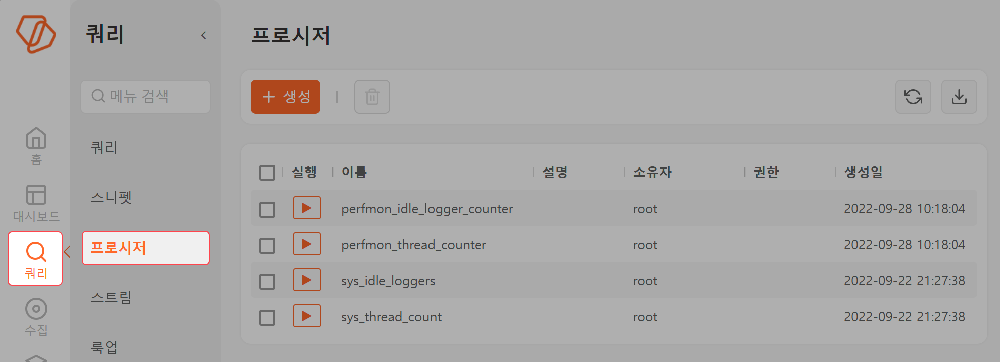 홈
대시보드
쿼리
수집
쿼리
메뉴 검색
쿼리
스니펫
프로시저
스트림
룩업
프로시저
생성
실행 이름 설명 소유자 권한 생성일
perfmon_idle_logger_counter root 2022-09-28 10:18:04
perfmon_thread_counter root 2022-09-28 10:18:04
sys_idle_loggers root 2022-09-22 21:27:38
sys_thread_count root 2022-09-22 21:27:38